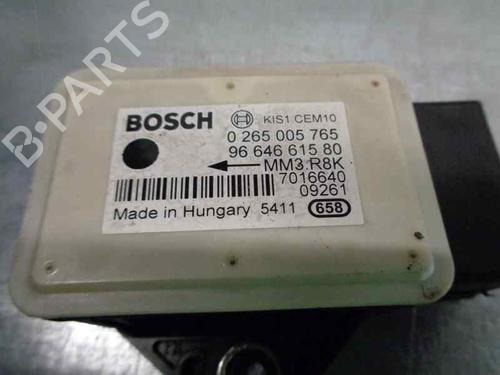 BOSCH KIS1 CEM10
0 265 005 765
96 646 615 80
MM3.R8K
7016640
09261
Made in Hungary 5411 658
B-PARTS